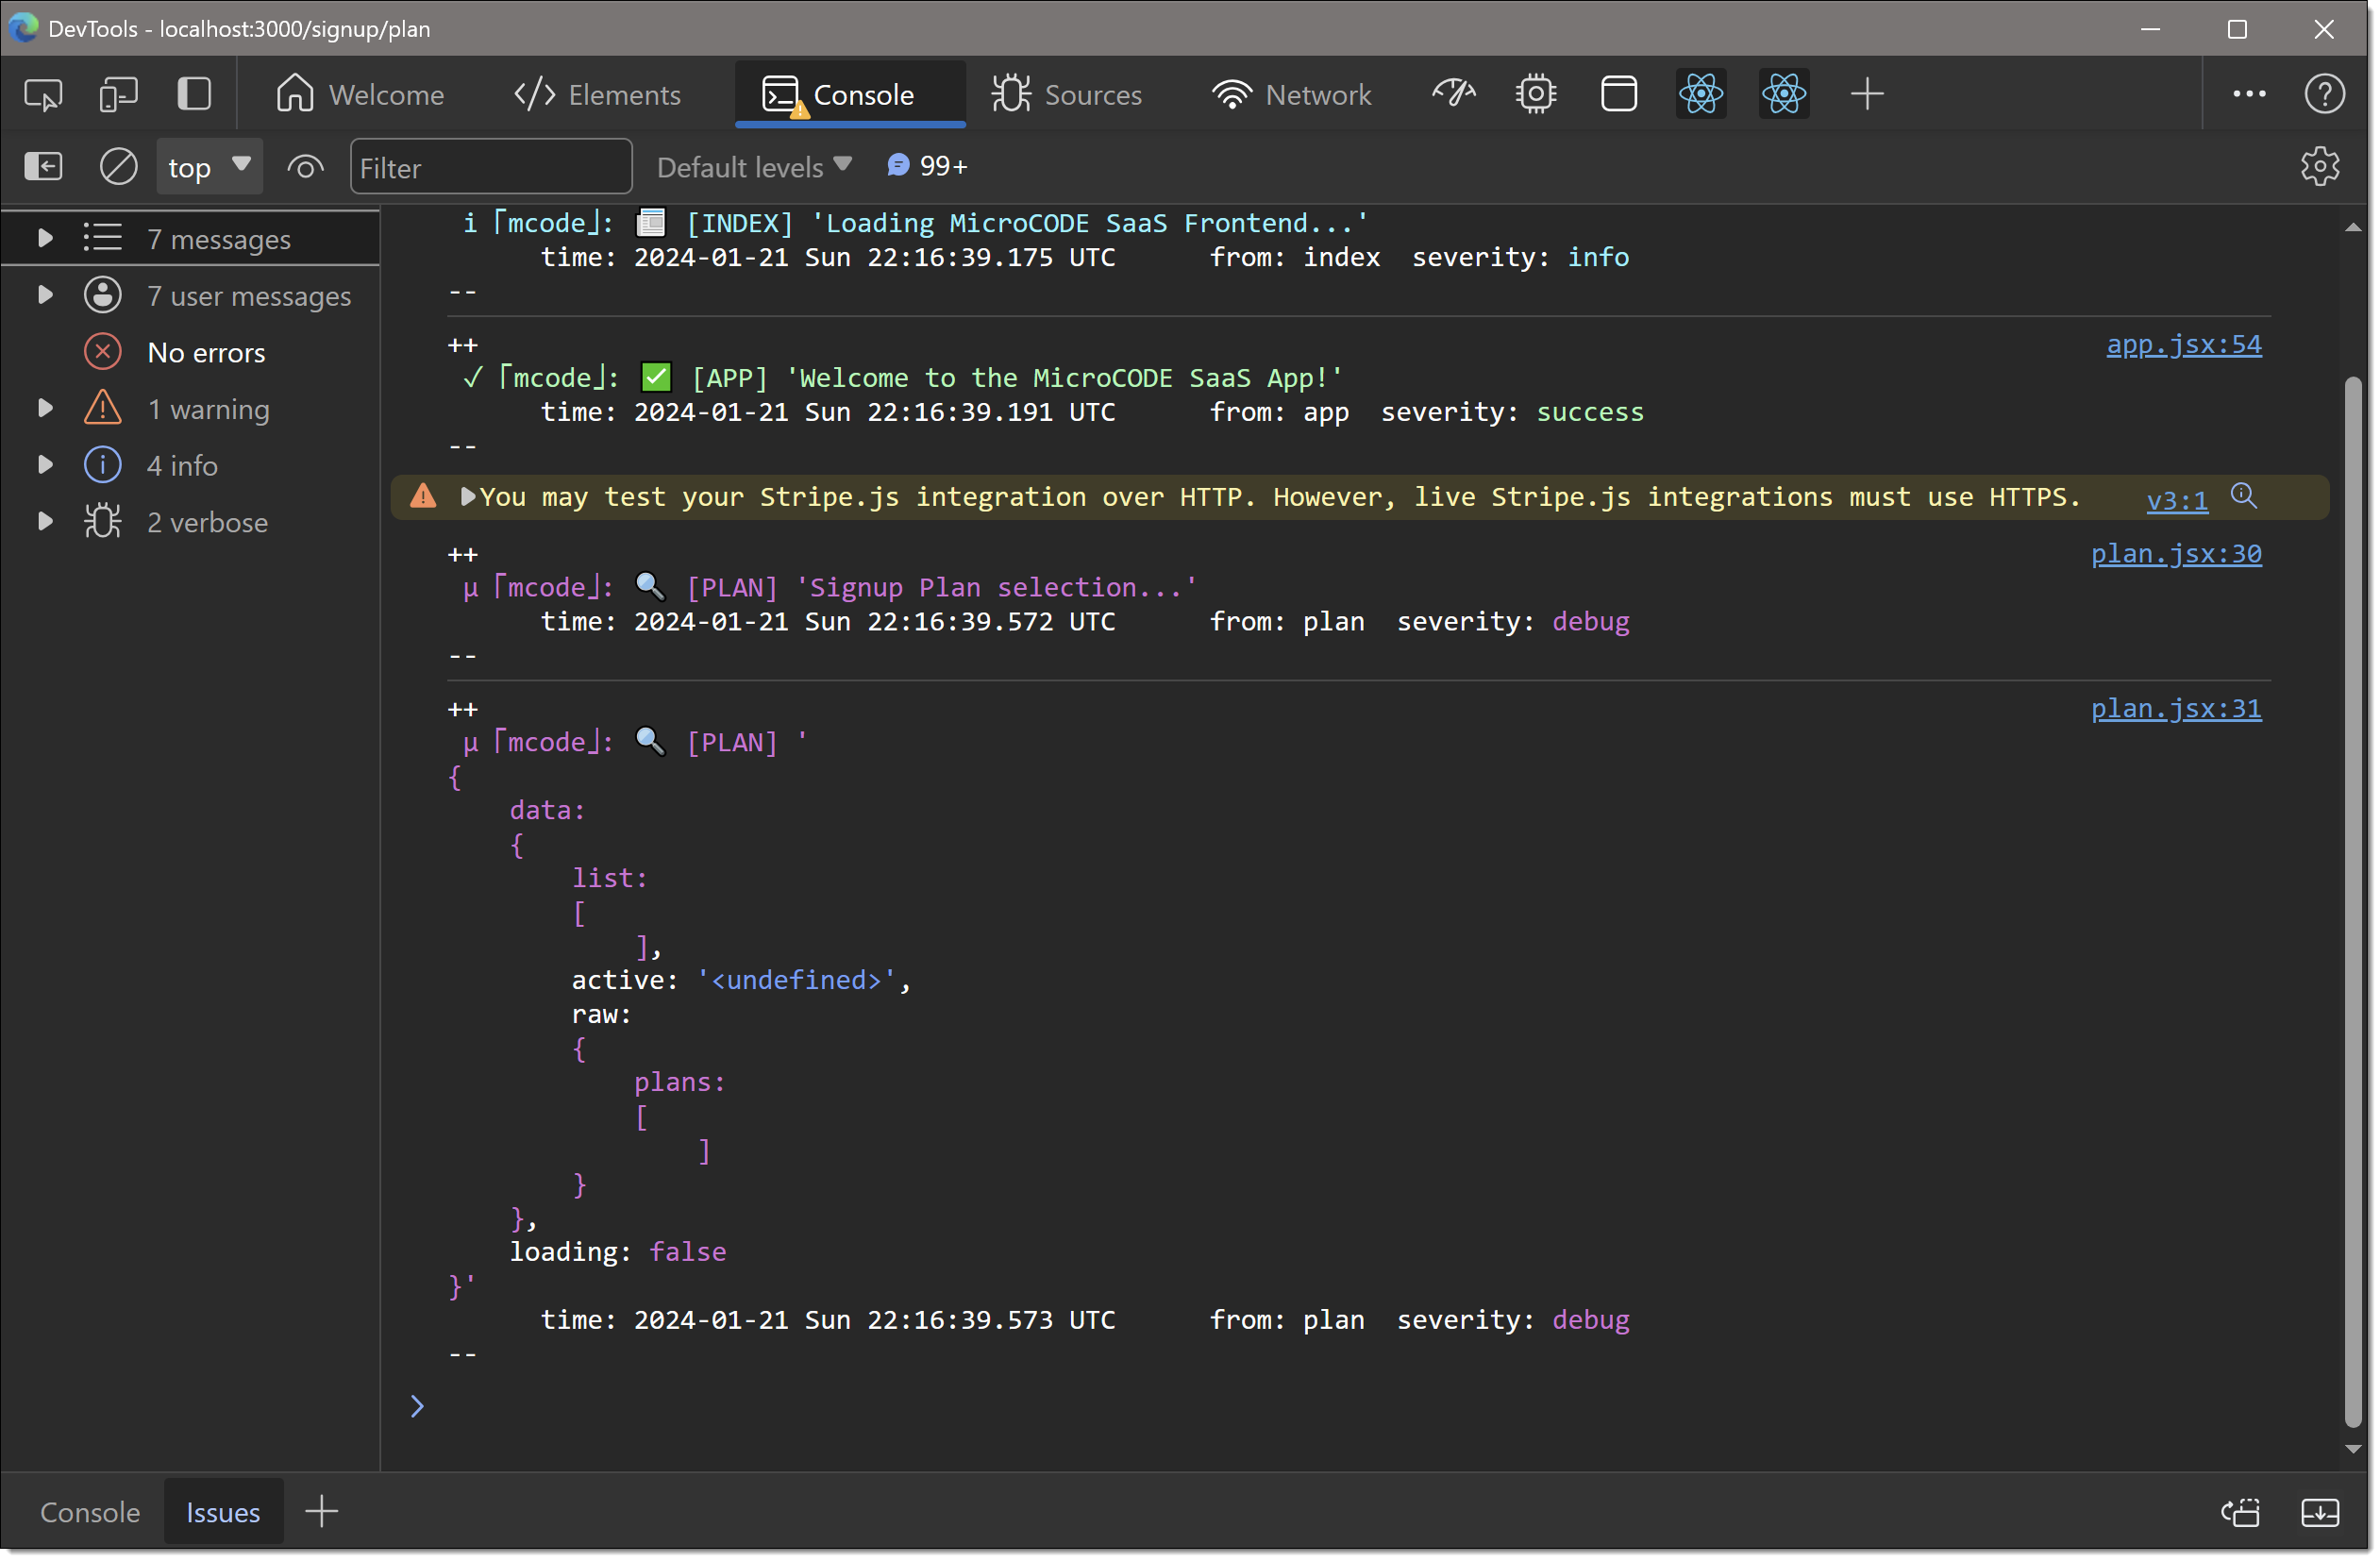 DevTools - localhost:3000/signup/plan
Welcome Elements Console Sources Network
top Filter Default levels 99+
7 messages
7 user messages
No errors
1 warning
4 info
2 verbose
i ⎡mcode⎦: 📰 [INDEX] 'Loading MicroCODE SaaS Frontend...'
time: 2024-01-21 Sun 22:16:39.175 UTC from: index severity: info
--
++ app.jsx:54
✓ ⎡mcode⎦: ✅ [APP] 'Welcome to the MicroCODE SaaS App!'
time: 2024-01-21 Sun 22:16:39.191 UTC from: app severity: success
--
You may test your Stripe.js integration over HTTP. However, live Stripe.js integrations must use HTTPS. v3:1
++ plan.jsx:30
µ ⎡mcode⎦: 🔍 [PLAN] 'Signup Plan selection...'
time: 2024-01-21 Sun 22:16:39.572 UTC from: plan severity: debug
--
++ plan.jsx:31
µ ⎡mcode⎦: 🔍 [PLAN] '
{
data:
{
list:
[
],
active: '<undefined>',
raw:
{
plans:
[
]
}
},
loading: false
}'
time: 2024-01-21 Sun 22:16:39.573 UTC from: plan severity: debug
--
>
Console Issues